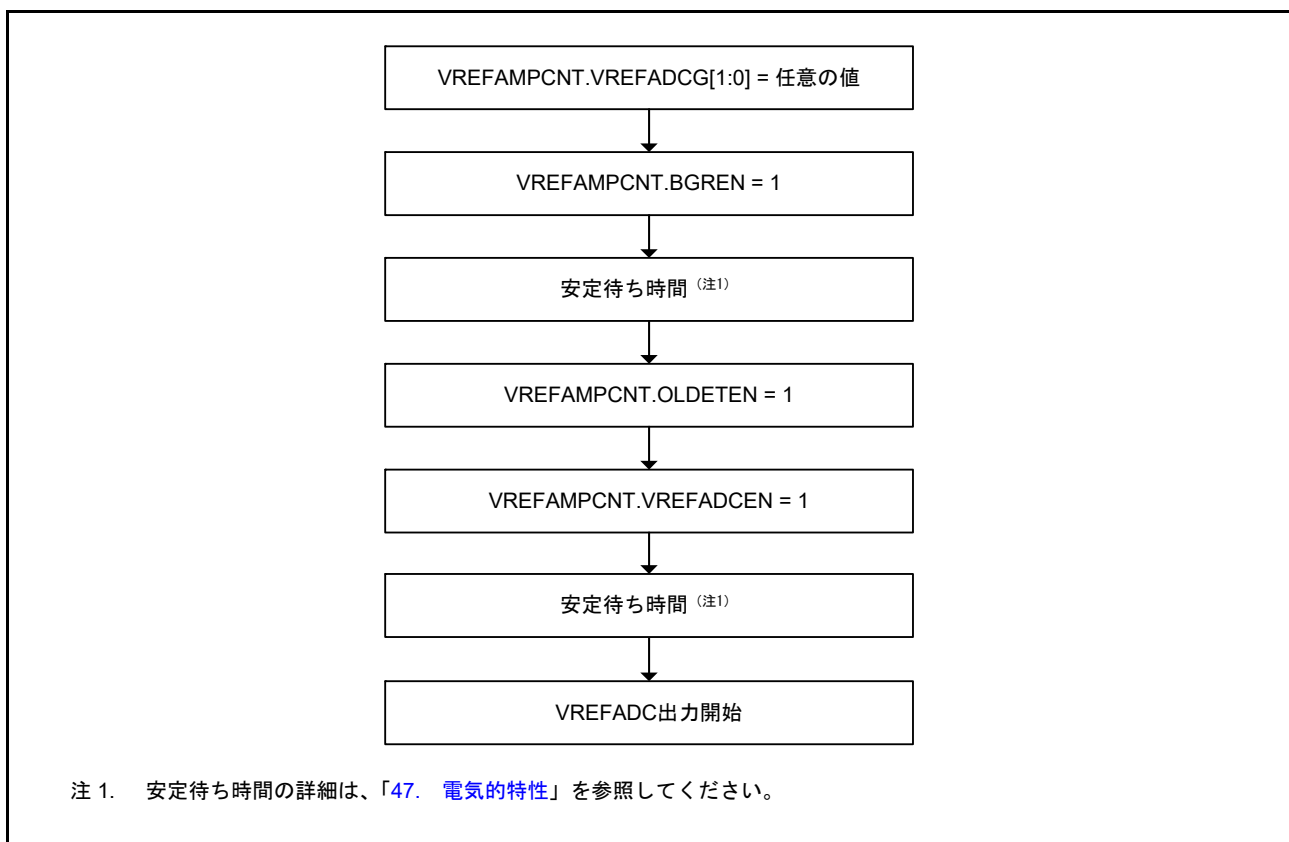 VREFAMPCNT.VREFADCG[1:0] = 任意の値
VREFAMPCNT.BGREN = 1
安定待ち時間（注1）
VREFAMPCNT.OLDETEN = 1
VREFAMPCNT.VREFADCEN = 1
安定待ち時間（注1）
VREFADC出力開始
注 1. 安定待ち時間の詳細は、「47. 電気的特性」を参照してください。